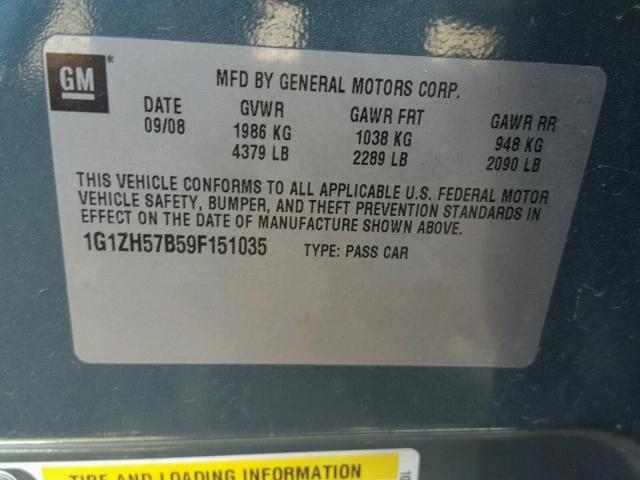 GM
®
MFD BY GENERAL MOTORS CORP.
DATE GVWR GAWR FRT GAWR RR
09/08 1986 KG 1038 KG 948 KG
4379 LB 2289 LB 2090 LB
THIS VEHICLE CONFORMS TO ALL APPLICABLE U.S. FEDERAL MOTOR
VEHICLE SAFETY, BUMPER, AND THEFT PREVENTION STANDARDS IN
EFFECT ON THE DATE OF MANUFACTURE SHOWN ABOVE.
1G1ZH57B59F151035 TYPE: PASS CAR
TIRE AND LOADING INFORMATION